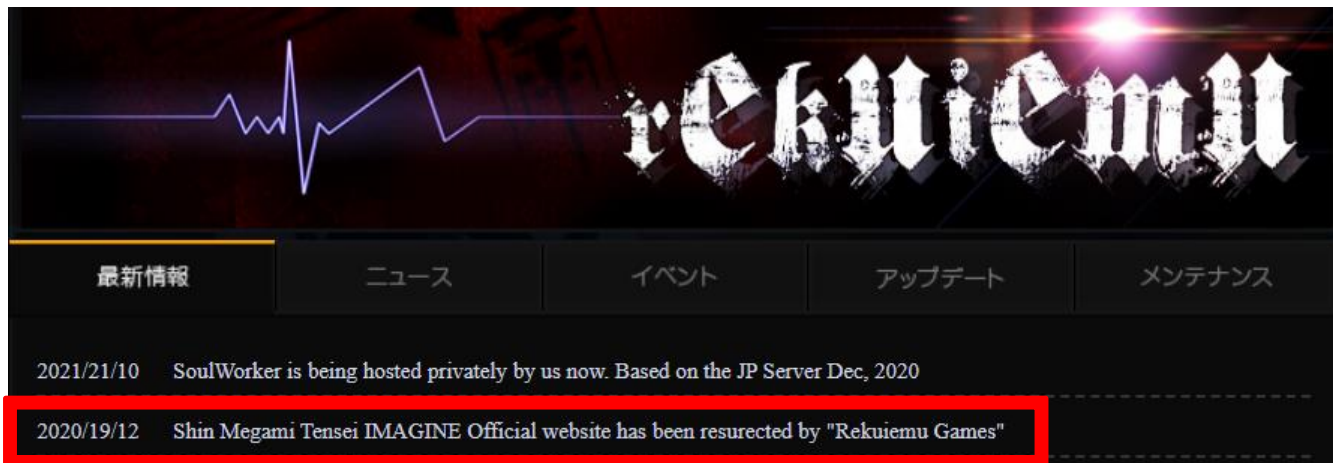 rEkUiEmU
最新情報 ニュース イベント アップデート メンテナンス
2021/21/10 SoulWorker is being hosted privately by us now. Based on the JP Server Dec, 2020
2020/19/12 Shin Megami Tensei IMAGINE Official website has been resurected by "Rekuiemu Games"